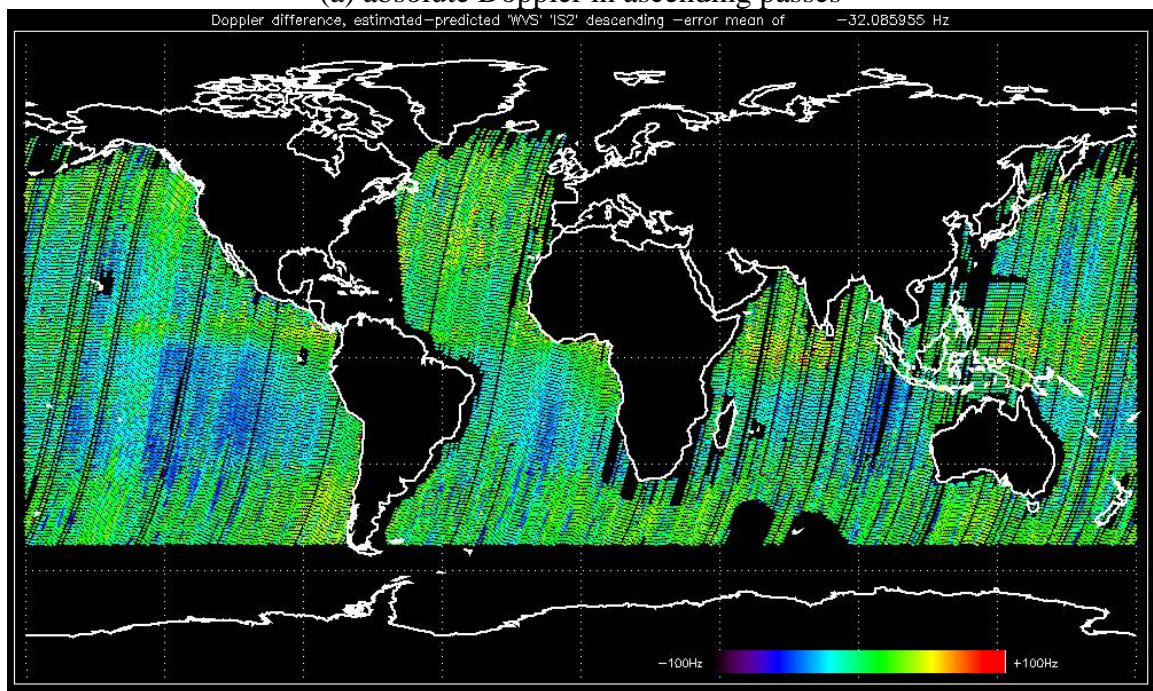 (a) absolute Doppler in ascending passes
Doppler difference, estimated-predicted 'WVS' 'IS2' descending -error mean of -32.085955 Hz
-100Hz +100Hz